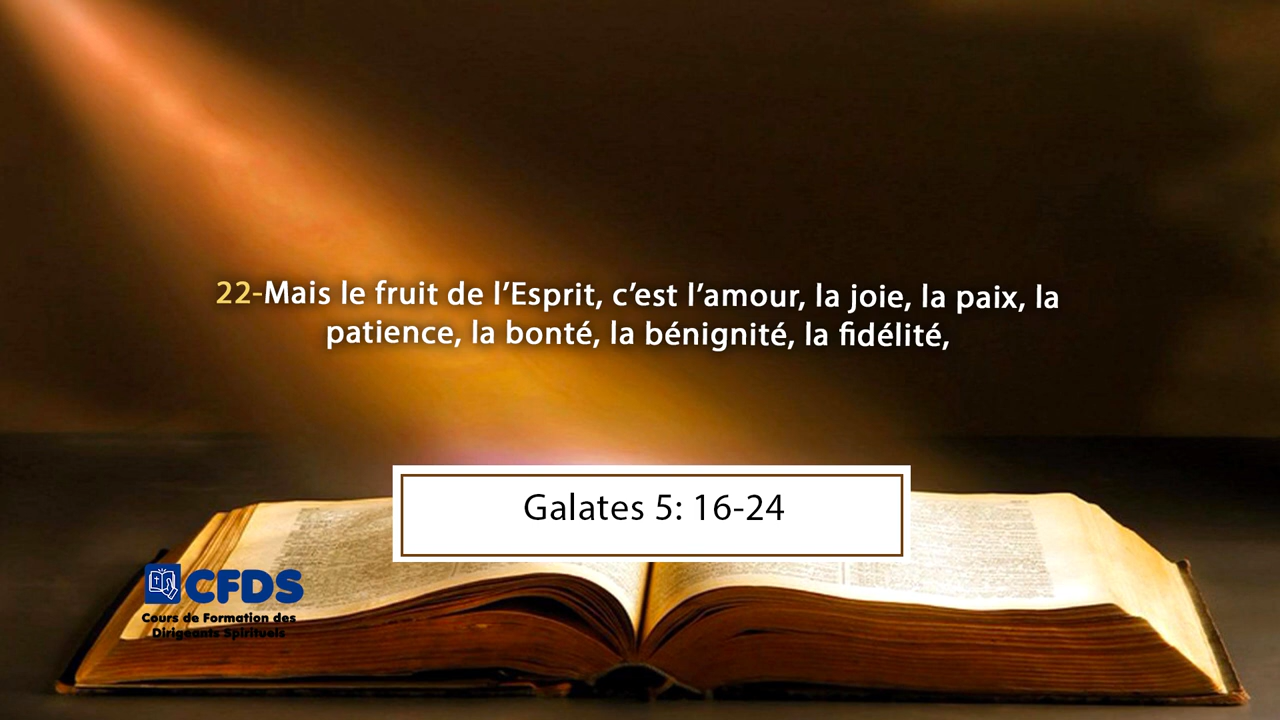 22-Mais le fruit de l’Esprit, c’est l’amour, la joie, la paix, la
patience, la bonté, la bénignité, la fidélité,
Galates 5: 16-24
CFDS
Cours de Formation des
Dirigeants Spirituels